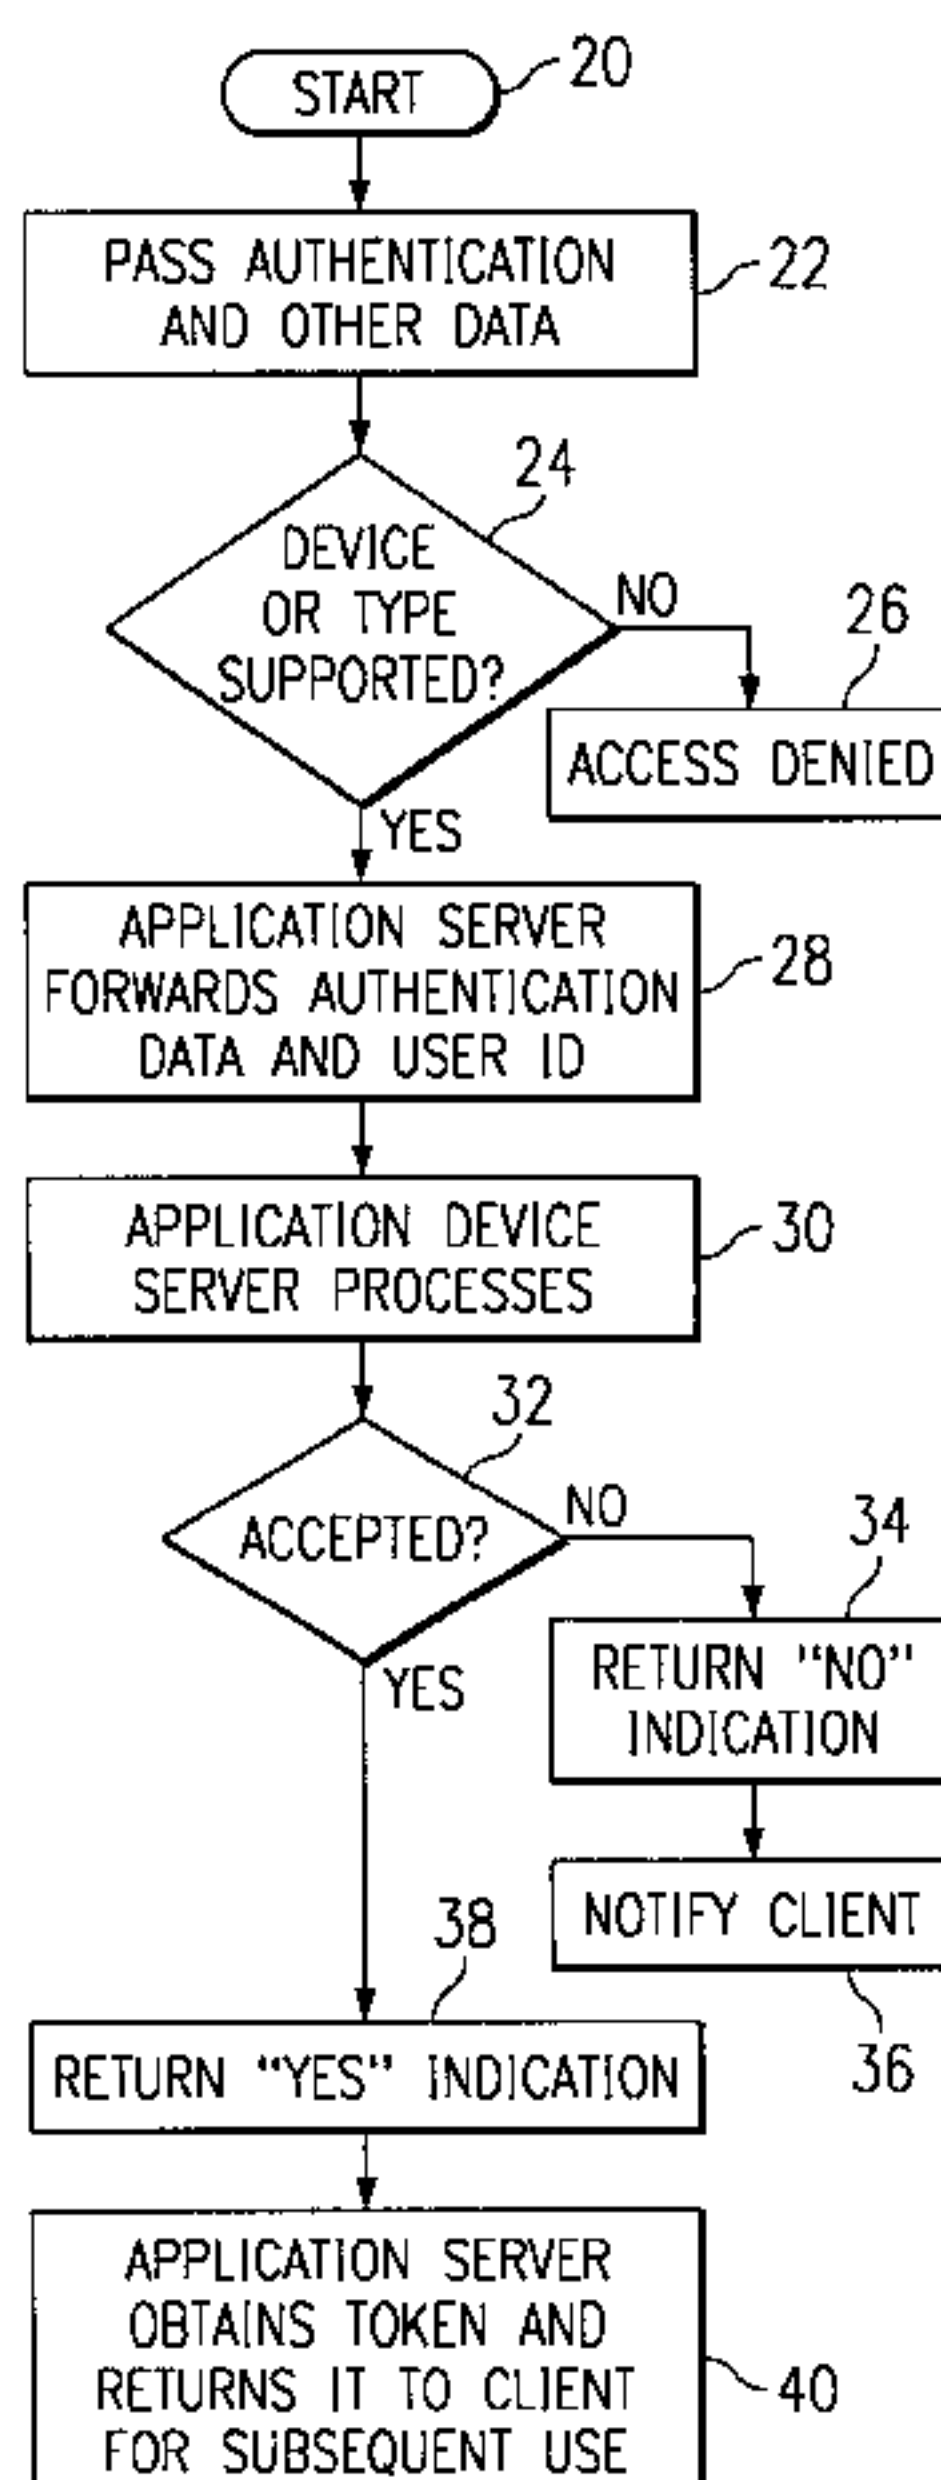 START
20
PASS AUTHENTICATION
AND OTHER DATA
22
24
DEVICE
OR TYPE
SUPPORTED?
NO
26
ACCESS DENIED
YES
APPLICATION SERVER
FORWARDS AUTHENTICATION
DATA AND USER ID
28
APPLICATION DEVICE
SERVER PROCESSES
30
32
ACCEPTED?
NO
34
RETURN "NO"
INDICATION
YES
NOTIFY CLIENT
36
38
RETURN "YES" INDICATION
APPLICATION SERVER
OBTAINS TOKEN AND
RETURNS IT TO CLIENT
FOR SUBSEQUENT USE
40